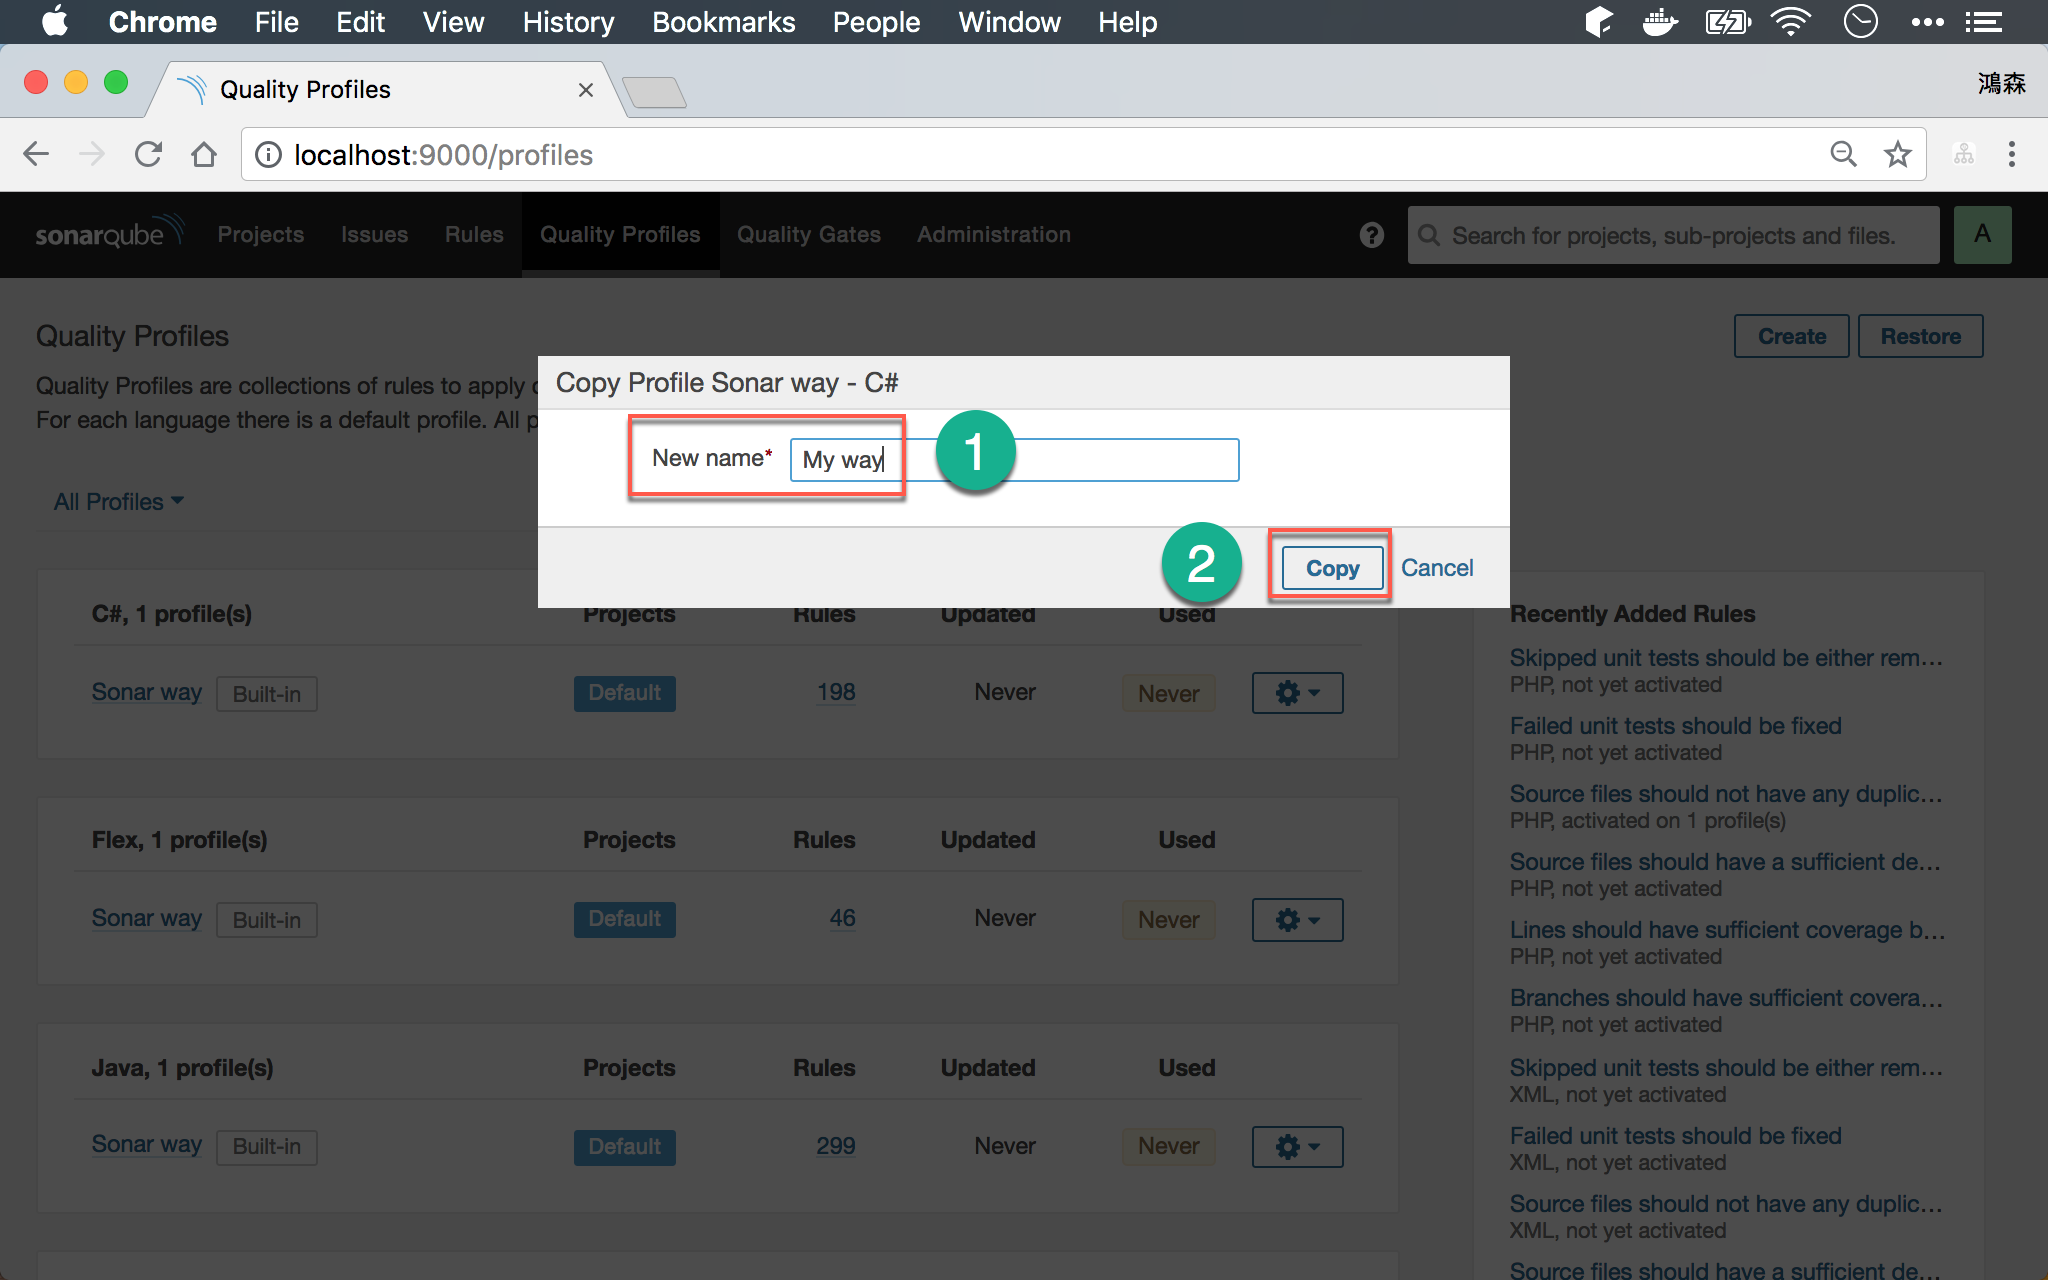 Chrome File Edit View History Bookmarks People Window Help
Quality Profiles
鴻森
localhost:9000/profiles
sonarqube Projects Issues Rules Quality Profiles Quality Gates Administration ? Search for projects, sub-projects and files. A
Quality Profiles
Create Restore
Quality Profiles are collections of rules to apply
For each language there is a default profile. All
Copy Profile Sonar way - C#
New name* My way
1
2
Copy Cancel
All Profiles
C#, 1 profile(s) Projects Rules Updated Used
Sonar way Built-in Default 198 Never Never
Flex, 1 profile(s) Projects Rules Updated Used
Sonar way Built-in Default 46 Never Never
Java, 1 profile(s) Projects Rules Updated Used
Sonar way Built-in Default 299 Never Never
Recently Added Rules
Skipped unit tests should be either rem...
PHP, not yet activated
Failed unit tests should be fixed
PHP, not yet activated
Source files should not have any duplic...
PHP, activated on 1 profile(s)
Source files should have a sufficient de...
PHP, not yet activated
Lines should have sufficient coverage b...
PHP, not yet activated
Branches should have sufficient covera...
PHP, not yet activated
Skipped unit tests should be either rem...
XML, not yet activated
Failed unit tests should be fixed
XML, not yet activated
Source files should not have any duplic...
XML, not yet activated
Source files should have a sufficient de...